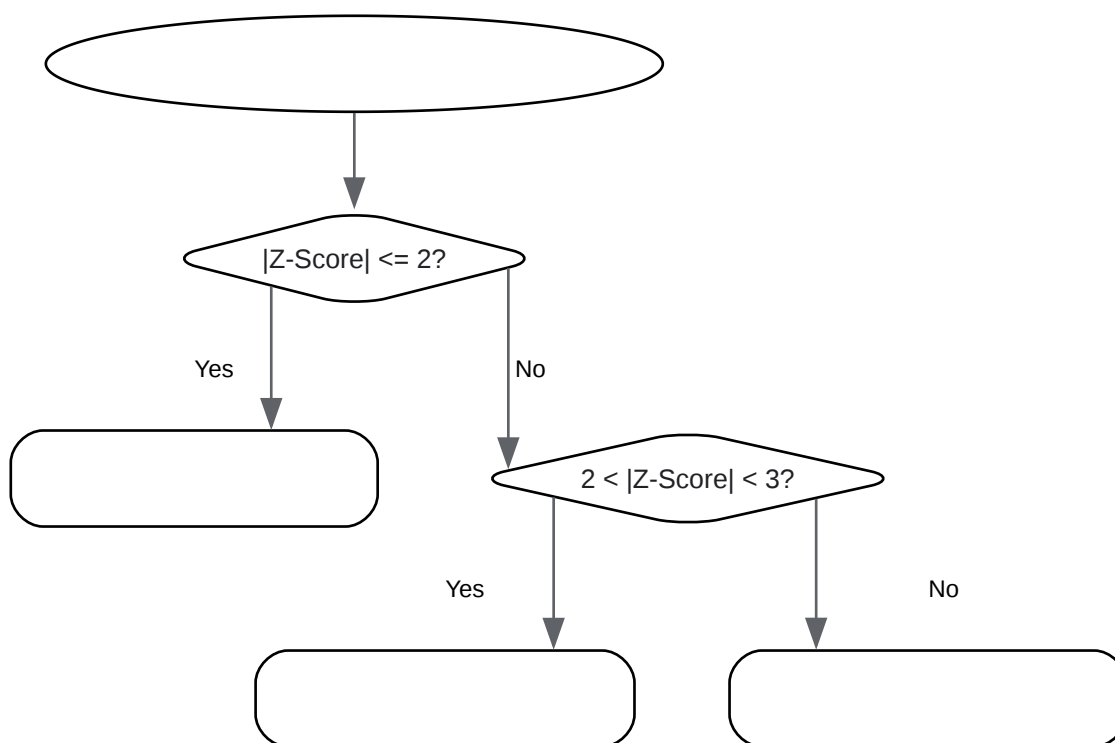 |Z-Score| <= 2?
Yes
No
2 < |Z-Score| < 3?
Yes
No